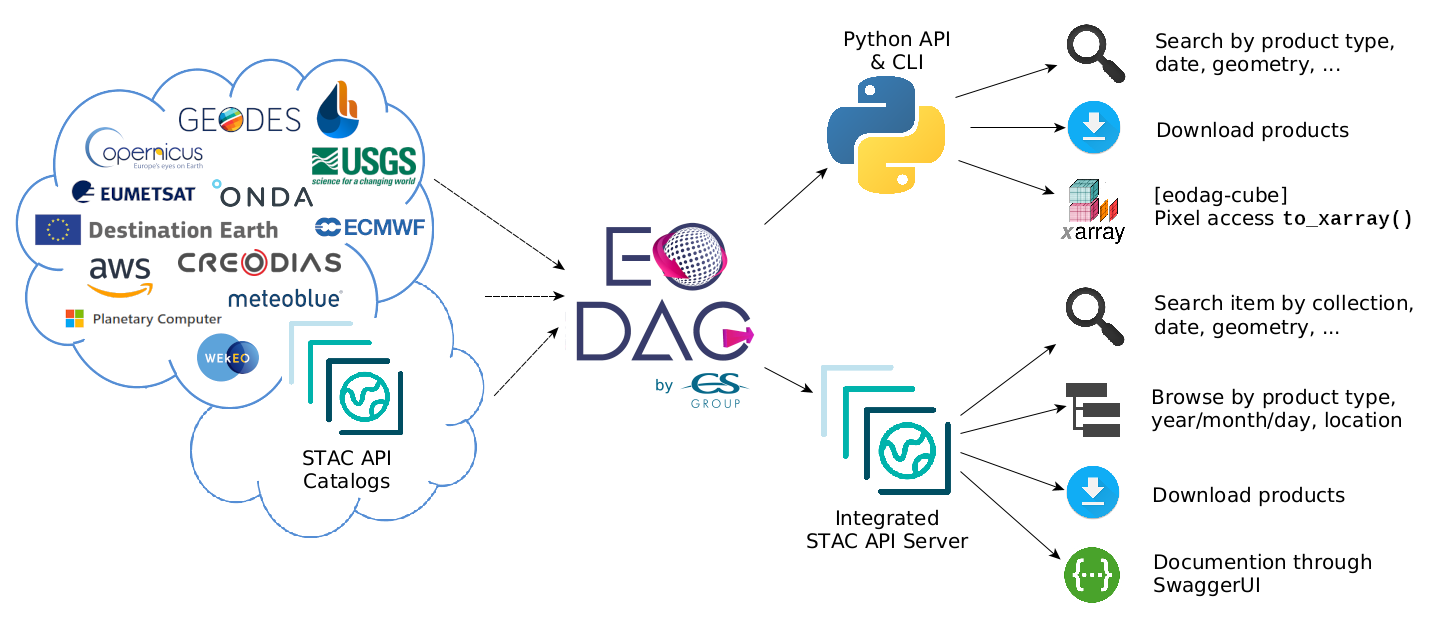 GEODES
Copernicus
Europe's eyes on Earth
USGS
science for a changing world
EUMETSAT
ONDA
Destination Earth
ECMWF
aws
CREODIAS
meteoblue®
Planetary Computer
WEkEO
STAC API
Catalogs
EO
DAG
by CS
GROUP
Python API
& CLI
Search by product type,
date, geometry, ...
Download products
xarray
[eodag-cube]
Pixel access to_xarray()
Integrated
STAC API Server
Search item by collection,
date, geometry, ...
Browse by product type,
year/month/day, location
Download products
{...}
Documention through
SwaggerUI